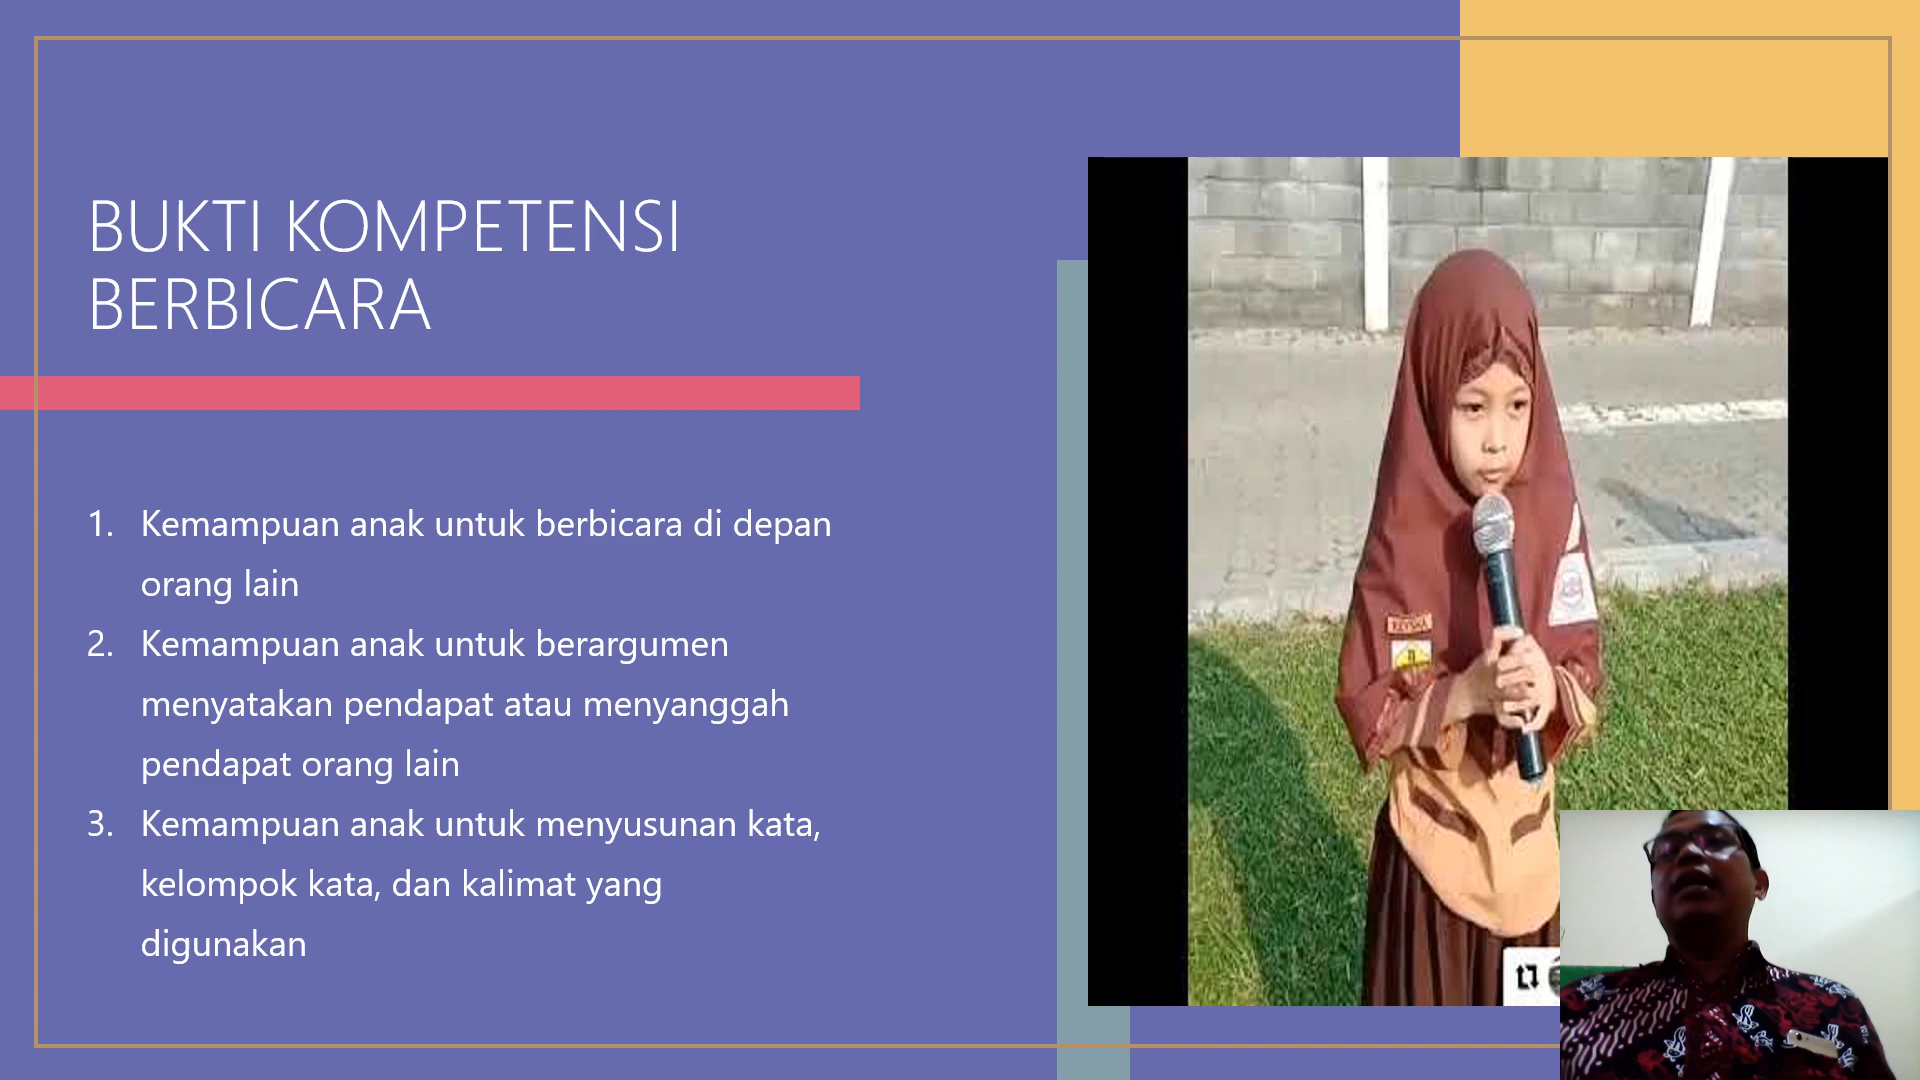 BUKTI KOMPETENSI
BERBICARA
1. Kemampuan anak untuk berbicara di depan
orang lain
2. Kemampuan anak untuk berargumen
menyatakan pendapat atau menyanggah
pendapat orang lain
3. Kemampuan anak untuk menyusunan kata,
kelompok kata, dan kalimat yang
digunakan